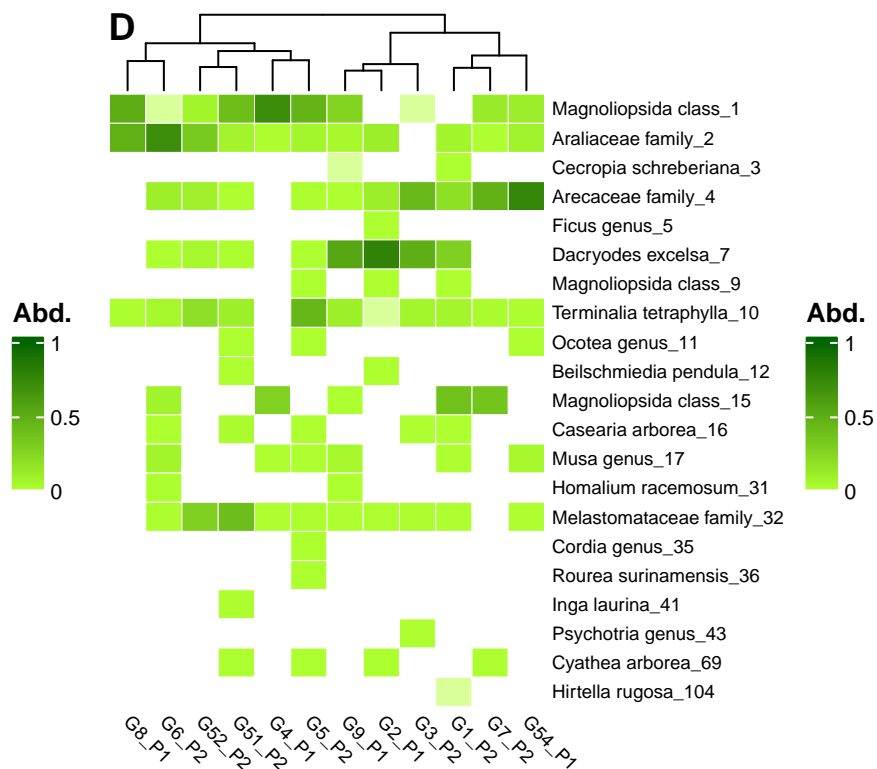 D
Magnoliopsida class_1
Araliaceae family_2
Cecropia schreberiana_3
Arecaceae family_4
Ficus genus_5
Dacryodes excelsa_7
Magnoliopsida class_9
Terminalia tetraphylla_10
Ocotea genus_11
Beilschmiedia pendula_12
Magnoliopsida class_15
Casearia arborea_16
Musa genus_17
Homalium racemosum_31
Melastomataceae family_32
Cordia genus_35
Rourea surinamensis_36
Inga laurina_41
Psychotria genus_43
Cyathea arborea_69
Hirtella rugosa_104
Abd.
1
0.5
0
Abd.
1
0.5
0
G8_P1
G6_P2
G52_P2
G51_P2
G4_P1
G5_P2
G9_P1
G2_P1
G3_P2
G1_P2
G7_P2
G54_P1